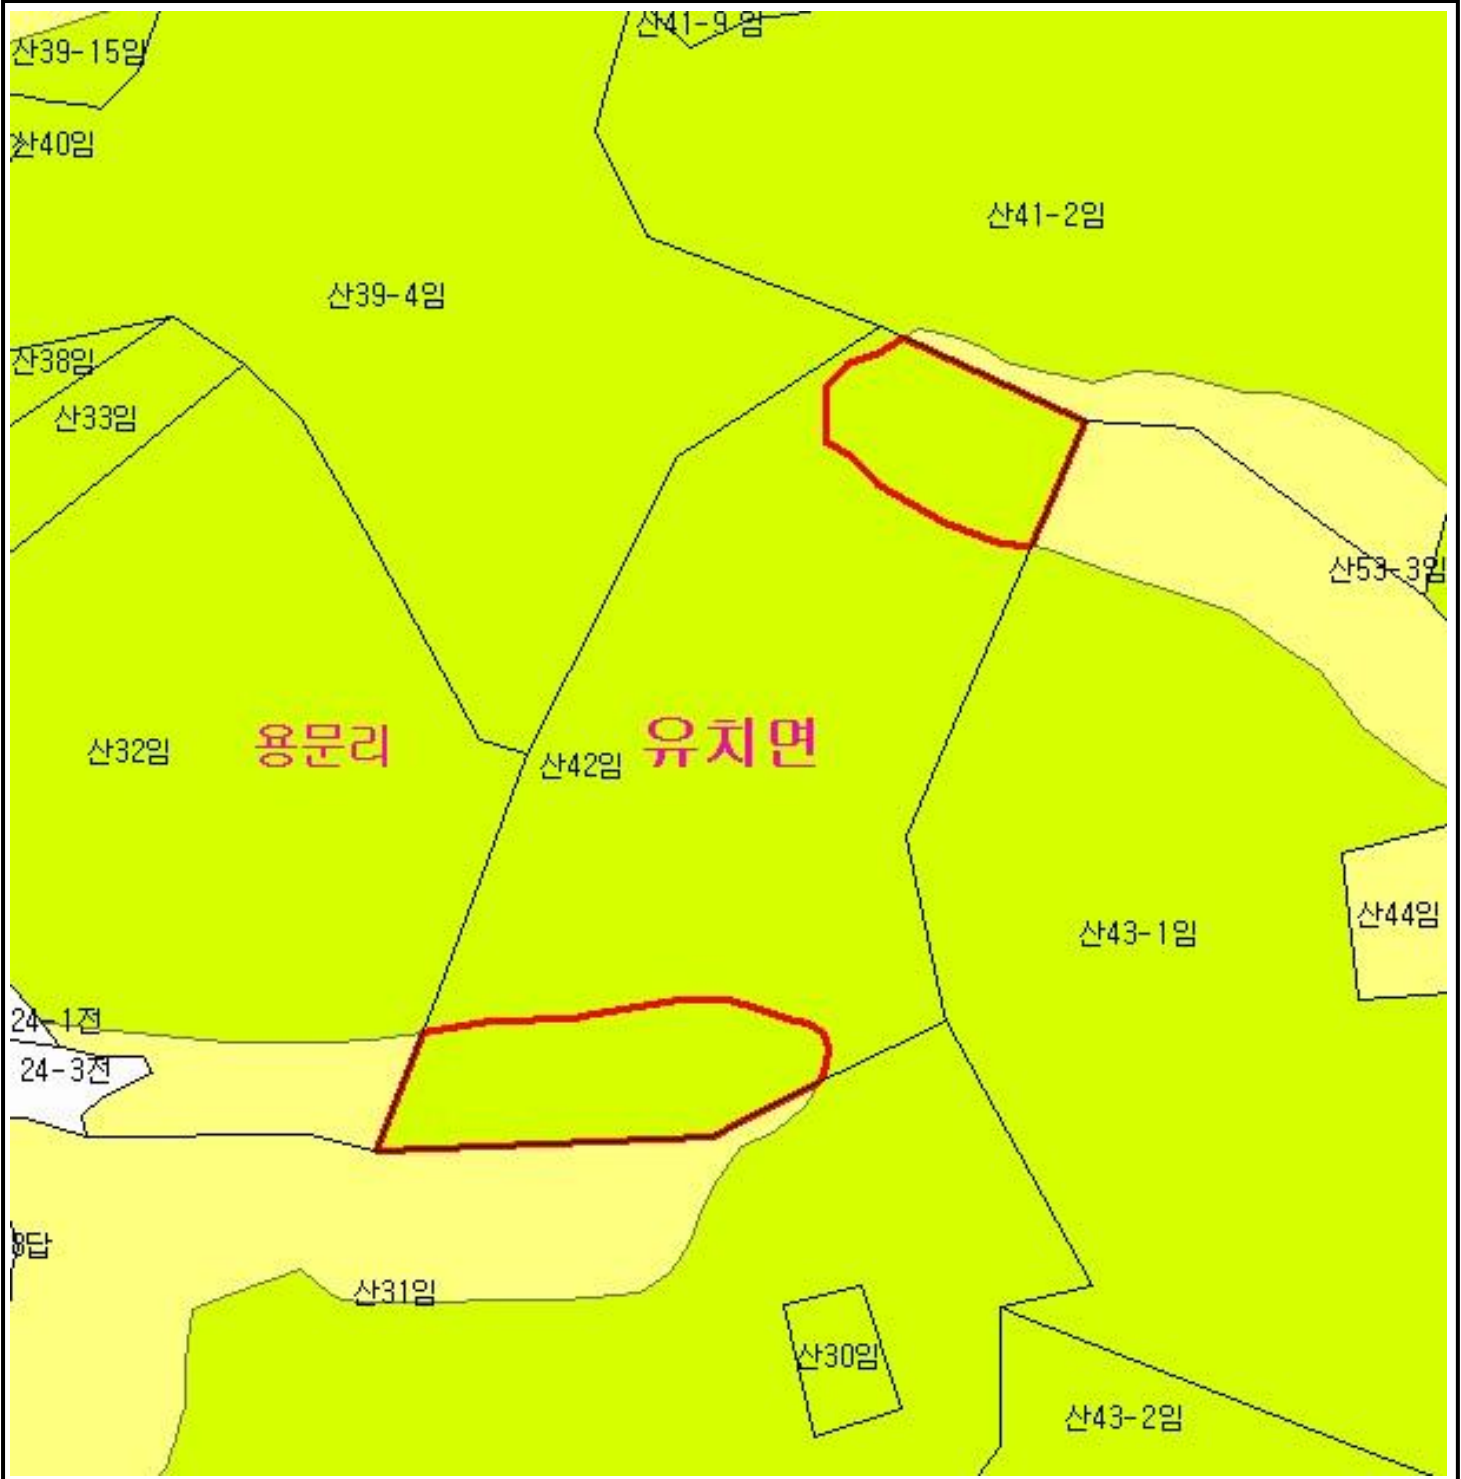 산41-9 임
산39-15임
산40임
산41-2임
산39-4임
산38임
산33임
산53-3임
용문리
유치면
산32임
산42임
산44임
산43-1임
24-1전
24-3전
8답
산31임
산30임
산43-2임